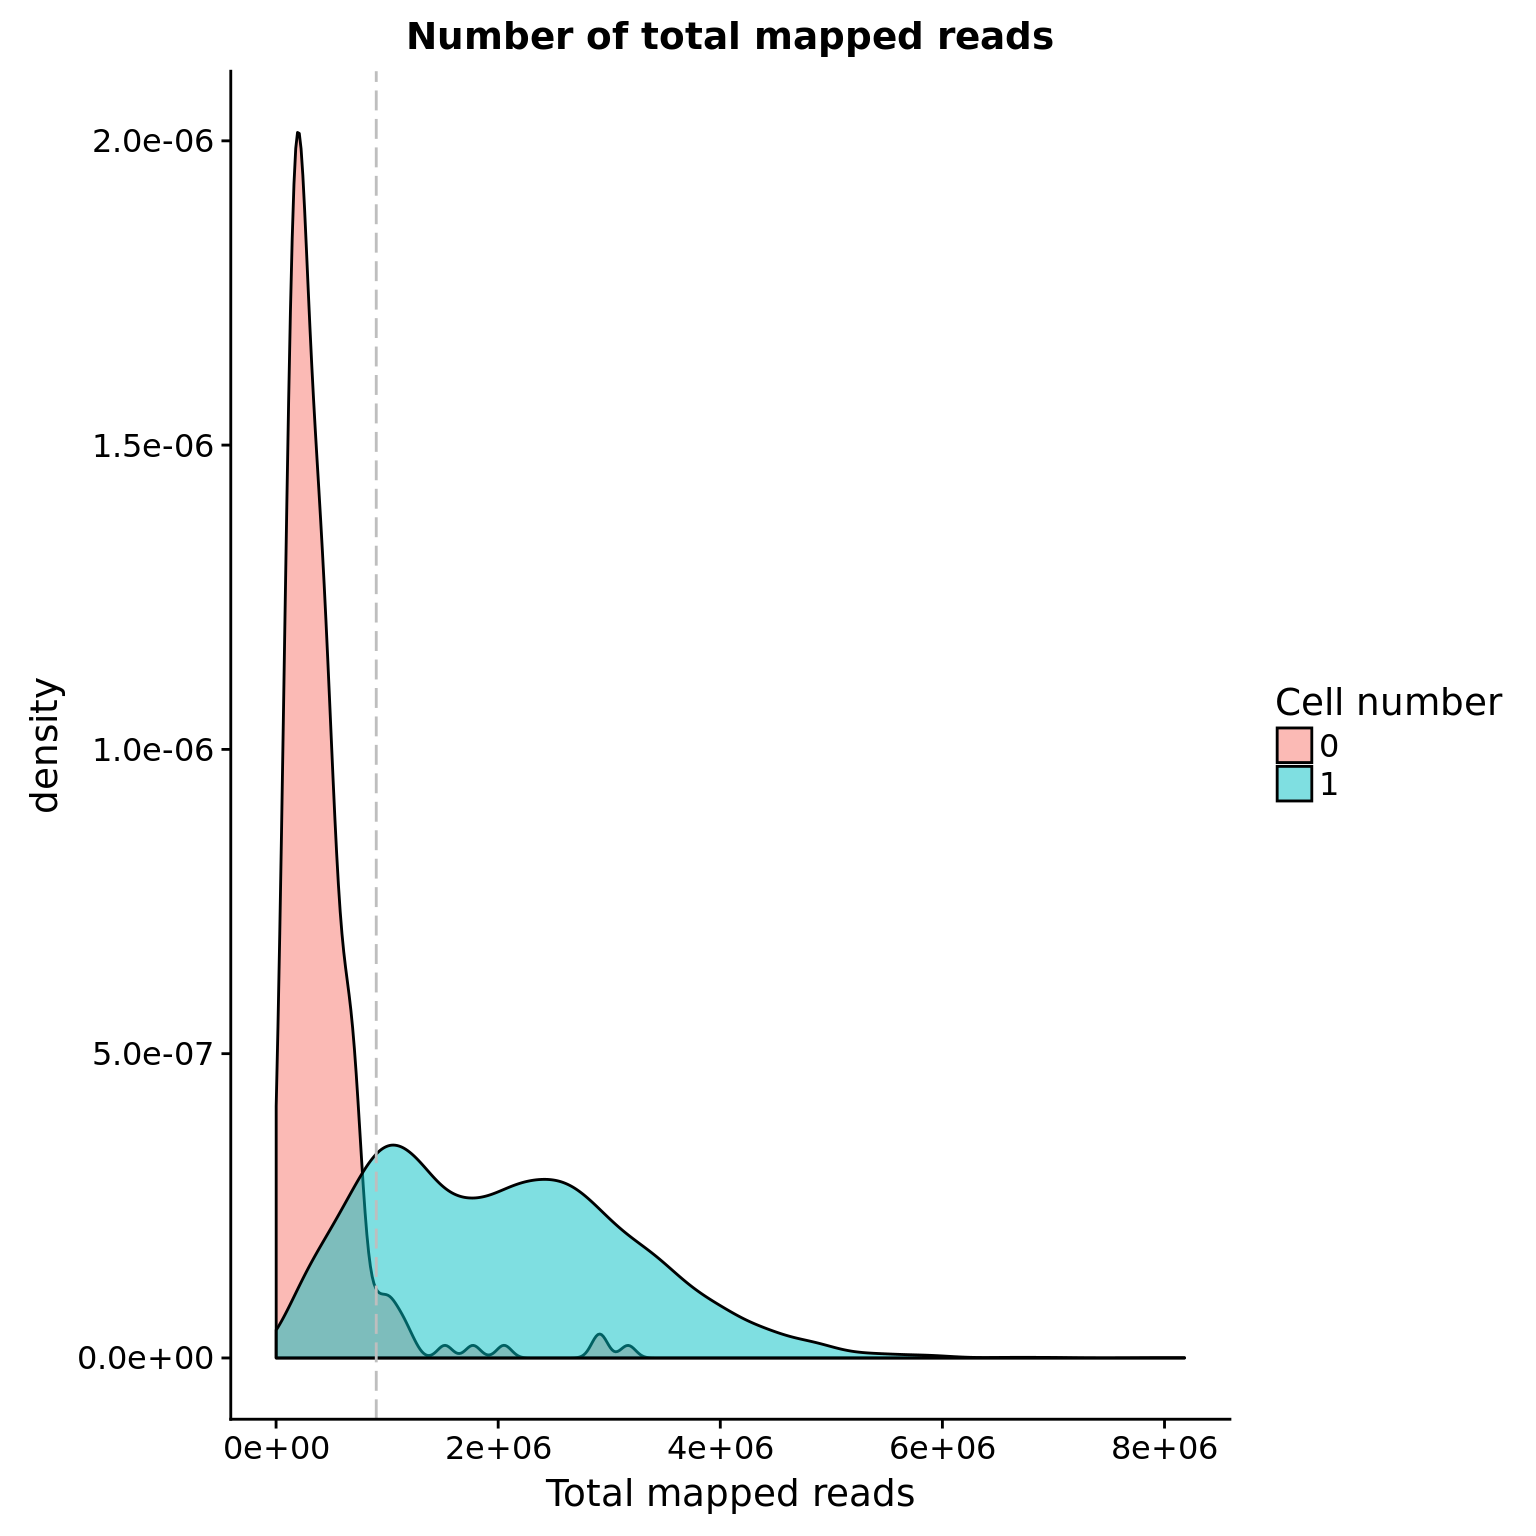 Number of total mapped reads
2.0e-06
1.5e-06
1.0e-06
5.0e-07
0.0e+00
density
0e+00 2e+06 4e+06 6e+06 8e+06
Total mapped reads
Cell number
0
1